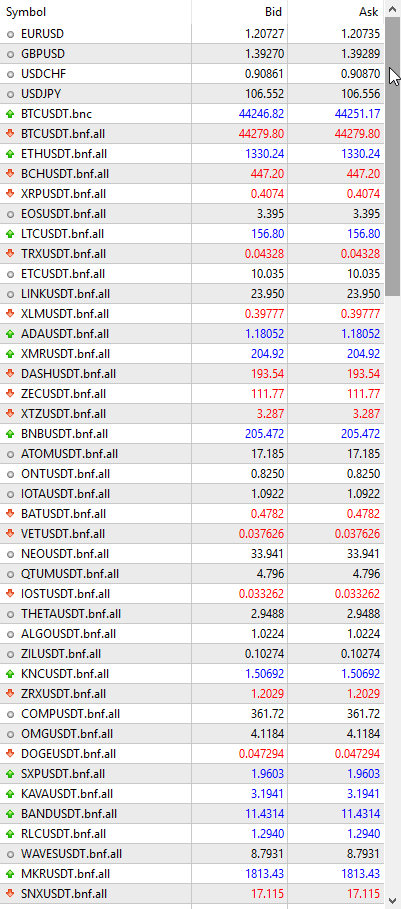 Symbol Bid Ask
EURUSD 1.20727 1.20735
GBPUSD 1.39270 1.39289
USDCHF 0.90861 0.90870
USDJPY 106.552 106.556
BTCUSDT.bnc 44246.82 44251.17
BTCUSDT.bnf.all 44279.80 44279.80
ETHUSDT.bnf.all 1330.24 1330.24
BCHUSDT.bnf.all 447.20 447.20
XRPUSDT.bnf.all 0.4074 0.4074
EOSUSDT.bnf.all 3.395 3.395
LTCUSDT.bnf.all 156.80 156.80
TRXUSDT.bnf.all 0.04328 0.04328
ETCUSDT.bnf.all 10.035 10.035
LINKUSDT.bnf.all 23.950 23.950
XLMUSDT.bnf.all 0.39777 0.39777
ADAUSDT.bnf.all 1.18052 1.18052
XMRUSDT.bnf.all 204.92 204.92
DASHUSDT.bnf.all 193.54 193.54
ZECUSDT.bnf.all 111.77 111.77
XTZUSDT.bnf.all 3.287 3.287
BNBUSDT.bnf.all 205.472 205.472
ATOMUSDT.bnf.all 17.185 17.185
ONTUSDT.bnf.all 0.8250 0.8250
IOTAUSDT.bnf.all 1.0922 1.0922
BATUSDT.bnf.all 0.4782 0.4782
VETUSDT.bnf.all 0.037626 0.037626
NEOUSDT.bnf.all 33.941 33.941
QTUMUSDT.bnf.all 4.796 4.796
IOSTUSDT.bnf.all 0.033262 0.033262
THETAUSDT.bnf.all 2.9488 2.9488
ALGOUSDT.bnf.all 1.0224 1.0224
ZILUSDT.bnf.all 0.10274 0.10274
KNCUSDT.bnf.all 1.50692 1.50692
ZRXUSDT.bnf.all 1.2029 1.2029
COMPUSDT.bnf.all 361.72 361.72
OMGUSDT.bnf.all 4.1184 4.1184
DOGEUSDT.bnf.all 0.047294 0.047294
SXPUSDT.bnf.all 1.9603 1.9603
KAVAUSDT.bnf.all 3.1941 3.1941
BANDUSDT.bnf.all 11.4314 11.4314
RLCUSDT.bnf.all 1.2940 1.2940
WAVESUSDT.bnf.all 8.7931 8.7931
MKRUSDT.bnf.all 1813.43 1813.43
SNXUSDT.bnf.all 17.115 17.115